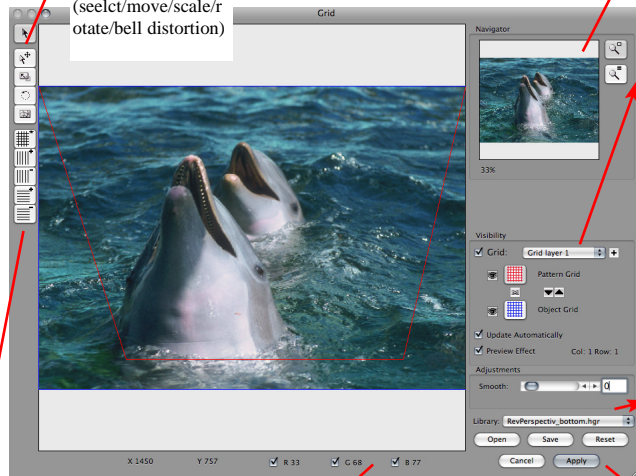 (seelct/move/scale/r
otate/bell distortion)
Grid
Navigator
33%
Visibility
Grid: Grid layer 1
Pattern Grid
Object Grid
Update Automatically
Preview Effect Col: 1 Row: 1
Adjustments
Smooth: 0
Library: RevPerspectiv_bottom.hgr
Open Save Reset
Cancel Apply
X 1450 Y 757 R 33 G 68 B 77